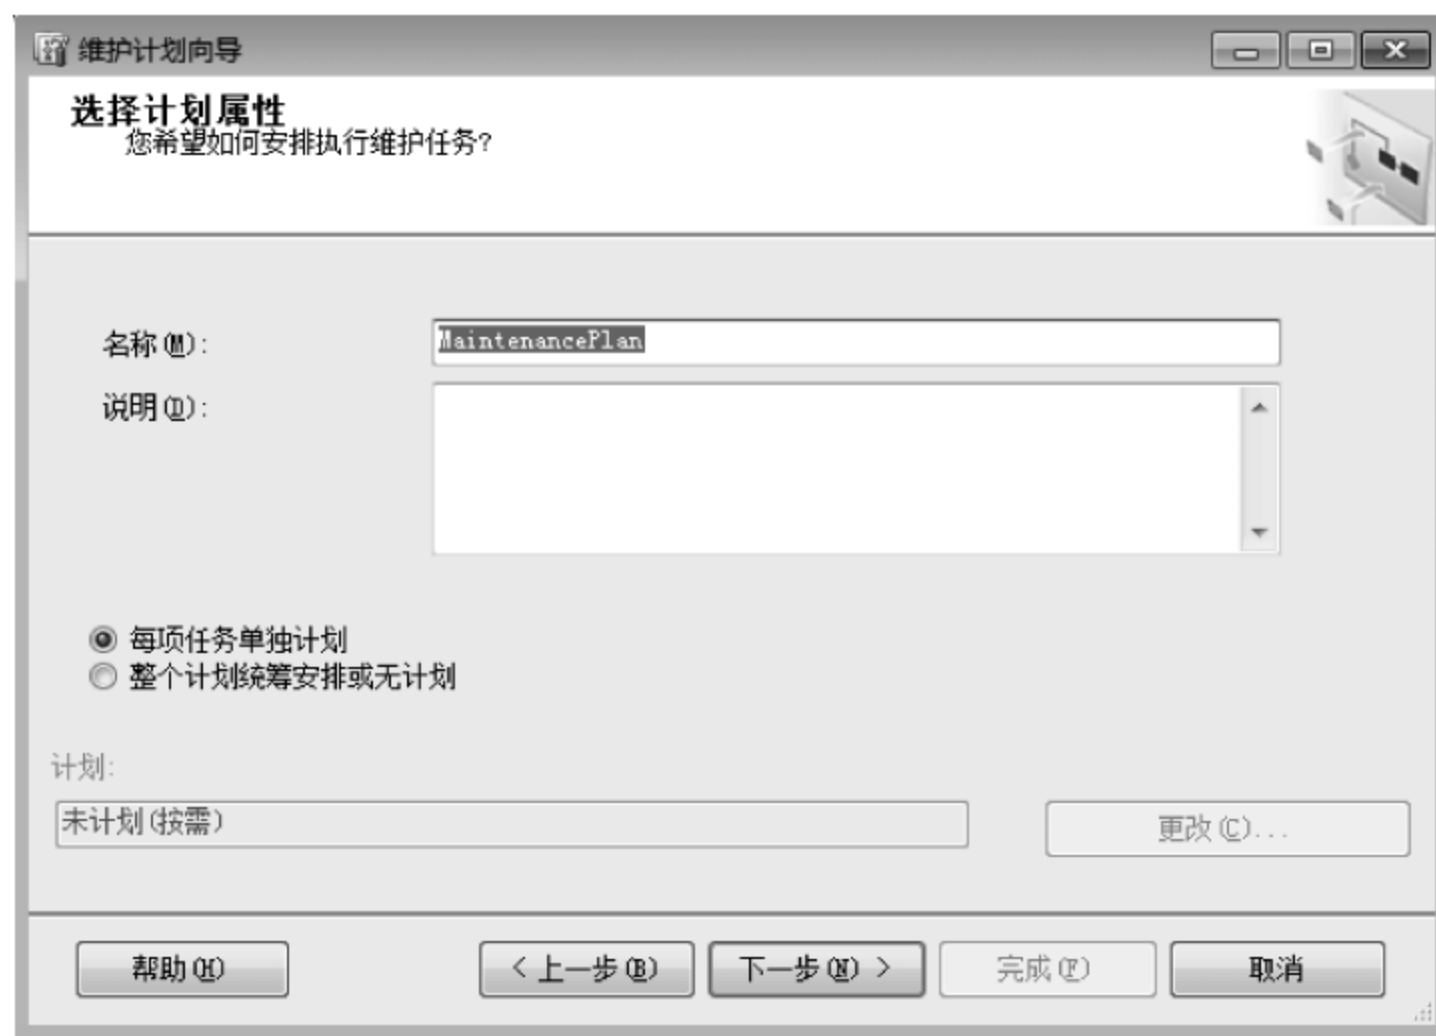 维护计划向导
选择计划属性
您希望如何安排执行维护任务?
名称(M):
MaintenancePlan
说明(D):
每项任务单独计划
整个计划统筹安排或无计划
计划:
未计划(按需)
更改(C)...
帮助(H)
< 上一步(B)
下一步(N) >
完成(F)
取消